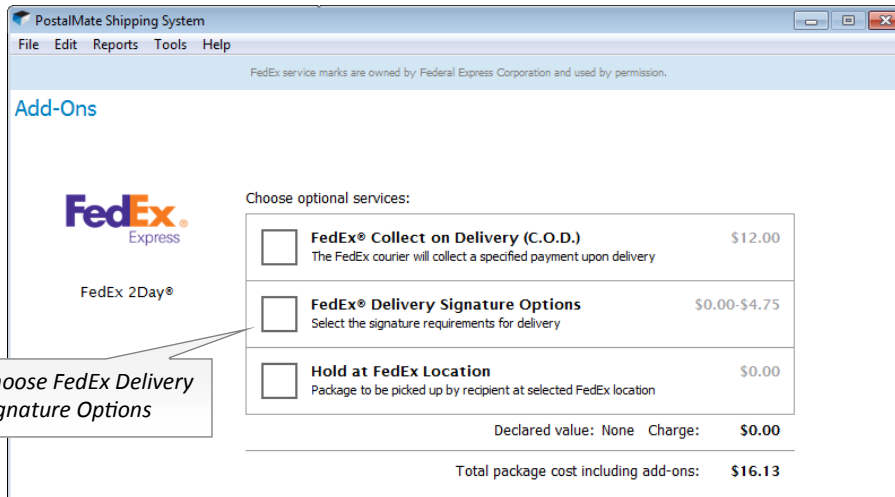 PostalMate Shipping System
File Edit Reports Tools Help
FedEx service marks are owned by Federal Express Corporation and used by permission.
Add-Ons
FedEx®
Express
FedEx 2Day®
Choose optional services:
FedEx® Collect on Delivery (C.O.D.) $12.00
The FedEx courier will collect a specified payment upon delivery
FedEx® Delivery Signature Options $0.00-$4.75
Select the signature requirements for delivery
Hold at FedEx Location $0.00
Package to be picked up by recipient at selected FedEx location
oose FedEx Delivery
gnature Options
Declared value: None Charge: $0.00
Total package cost including add-ons: $16.13